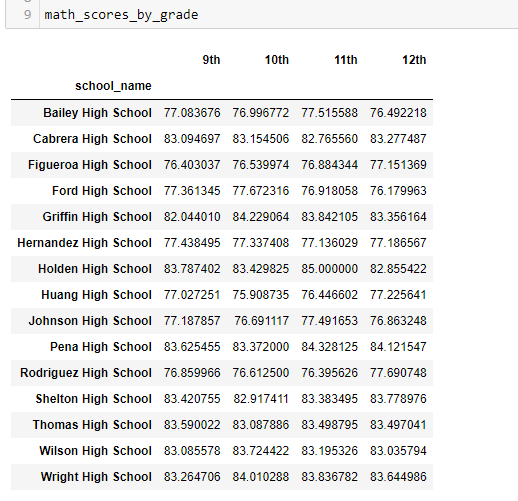 9 math_scores_by_grade
9th 10th 11th 12th
school_name
Bailey High School 77.083676 76.996772 77.515588 76.492218
Cabrera High School 83.094697 83.154506 82.765560 83.277487
Figueroa High School 76.403037 76.539974 76.884344 77.151369
Ford High School 77.361345 77.672316 76.918058 76.179963
Griffin High School 82.044010 84.229064 83.842105 83.356164
Hernandez High School 77.438495 77.337408 77.136029 77.186567
Holden High School 83.787402 83.429825 85.000000 82.855422
Huang High School 77.027251 75.908735 76.446602 77.225641
Johnson High School 77.187857 76.691117 77.491653 76.863248
Pena High School 83.625455 83.372000 84.328125 84.121547
Rodriguez High School 76.859966 76.612500 76.395626 77.690748
Shelton High School 83.420755 82.917411 83.383495 83.778976
Thomas High School 83.590022 83.087886 83.498795 83.497041
Wilson High School 83.085578 83.724422 83.195326 83.035794
Wright High School 83.264706 84.010288 83.836782 83.644986